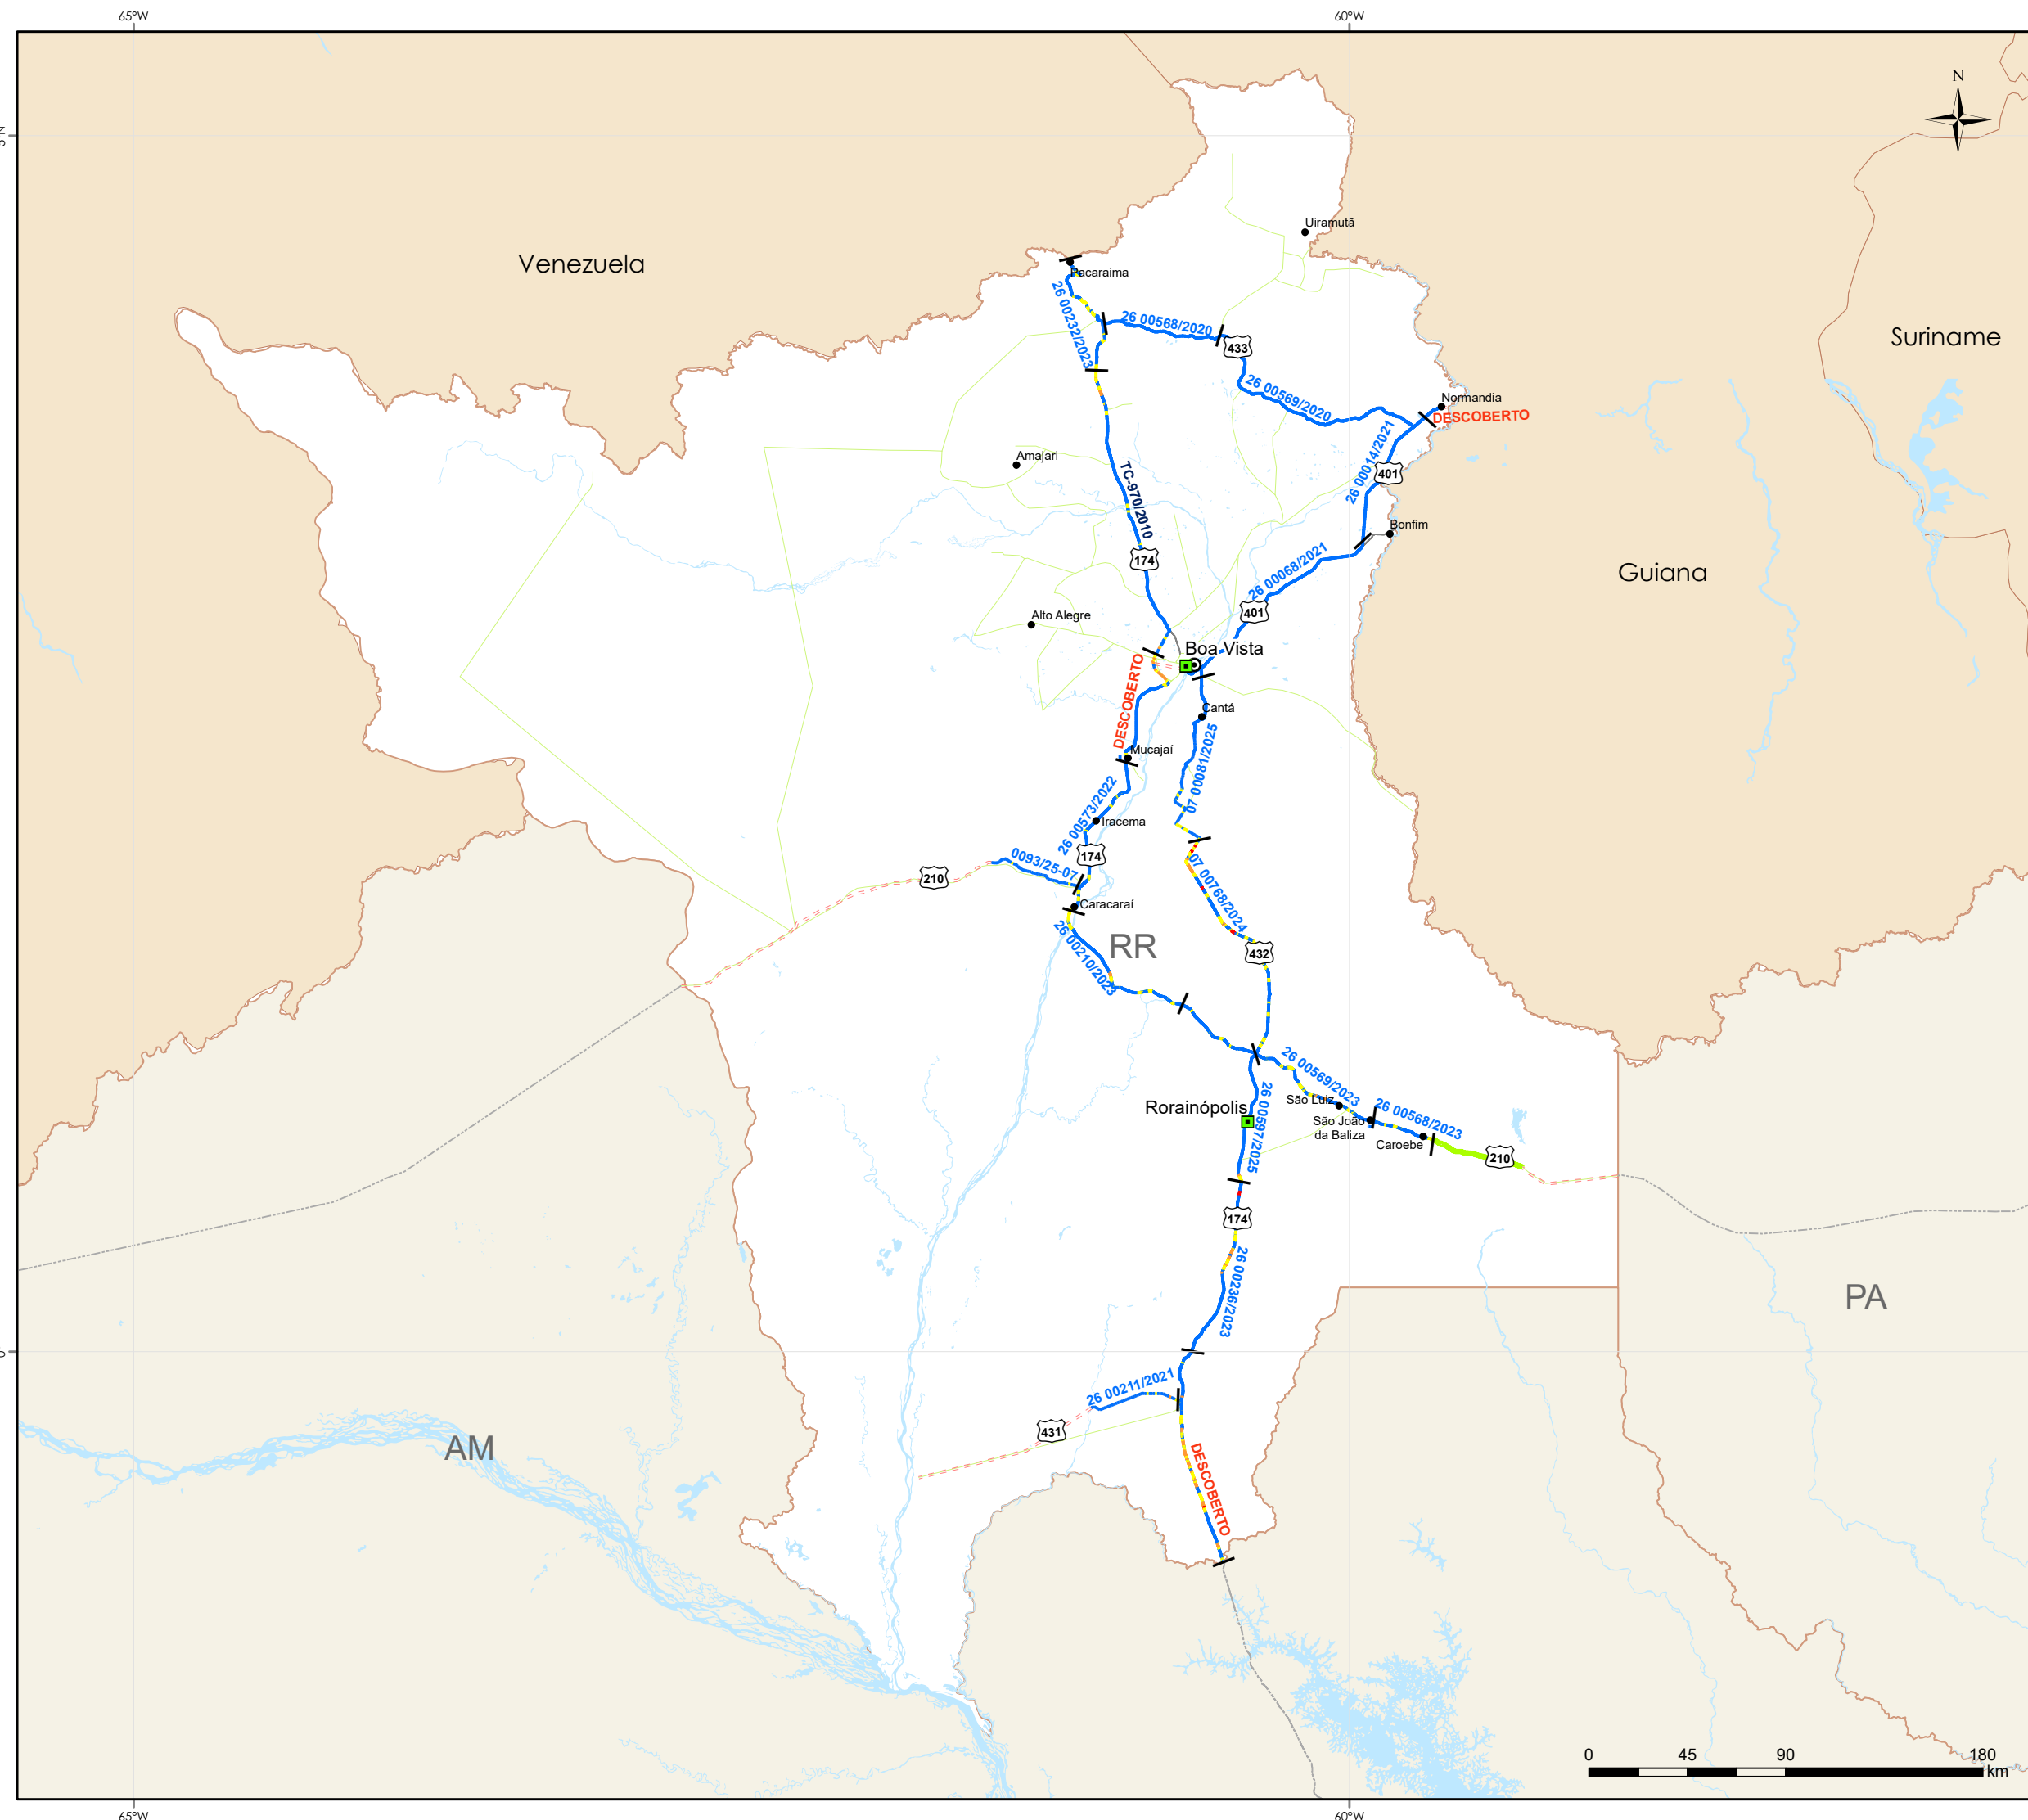 65°W
60°W
N
Uiramutã
Venezuela
Pacaraima
26 00232/2023
26 00568/2020
433
Suriname
26 00569/2020
Normandia
DESCOBERTO
26 00014/2021
401
Amajari
TC-970/2010
Bonfim
174
26 00068/2021
Guiana
401
Alto Alegre
Boa Vista
DESCOBERTO
Cantá
Mucajaí
07 00081/2025
26 00573/2022
Iracema
174
0093/25-07
210
07 00768/2024
Caracaraí
26 00210/2023
RR
432
26 00569/2023
São Luiz
26 00568/2023
Rorainópolis
26 00597/2025
São João
da Baliza
Caroebe
210
174
26 00236/2023
PA
26 00211/2021
431
AM
DESCOBERTO
0
45
90
180
km
65°W
60°W